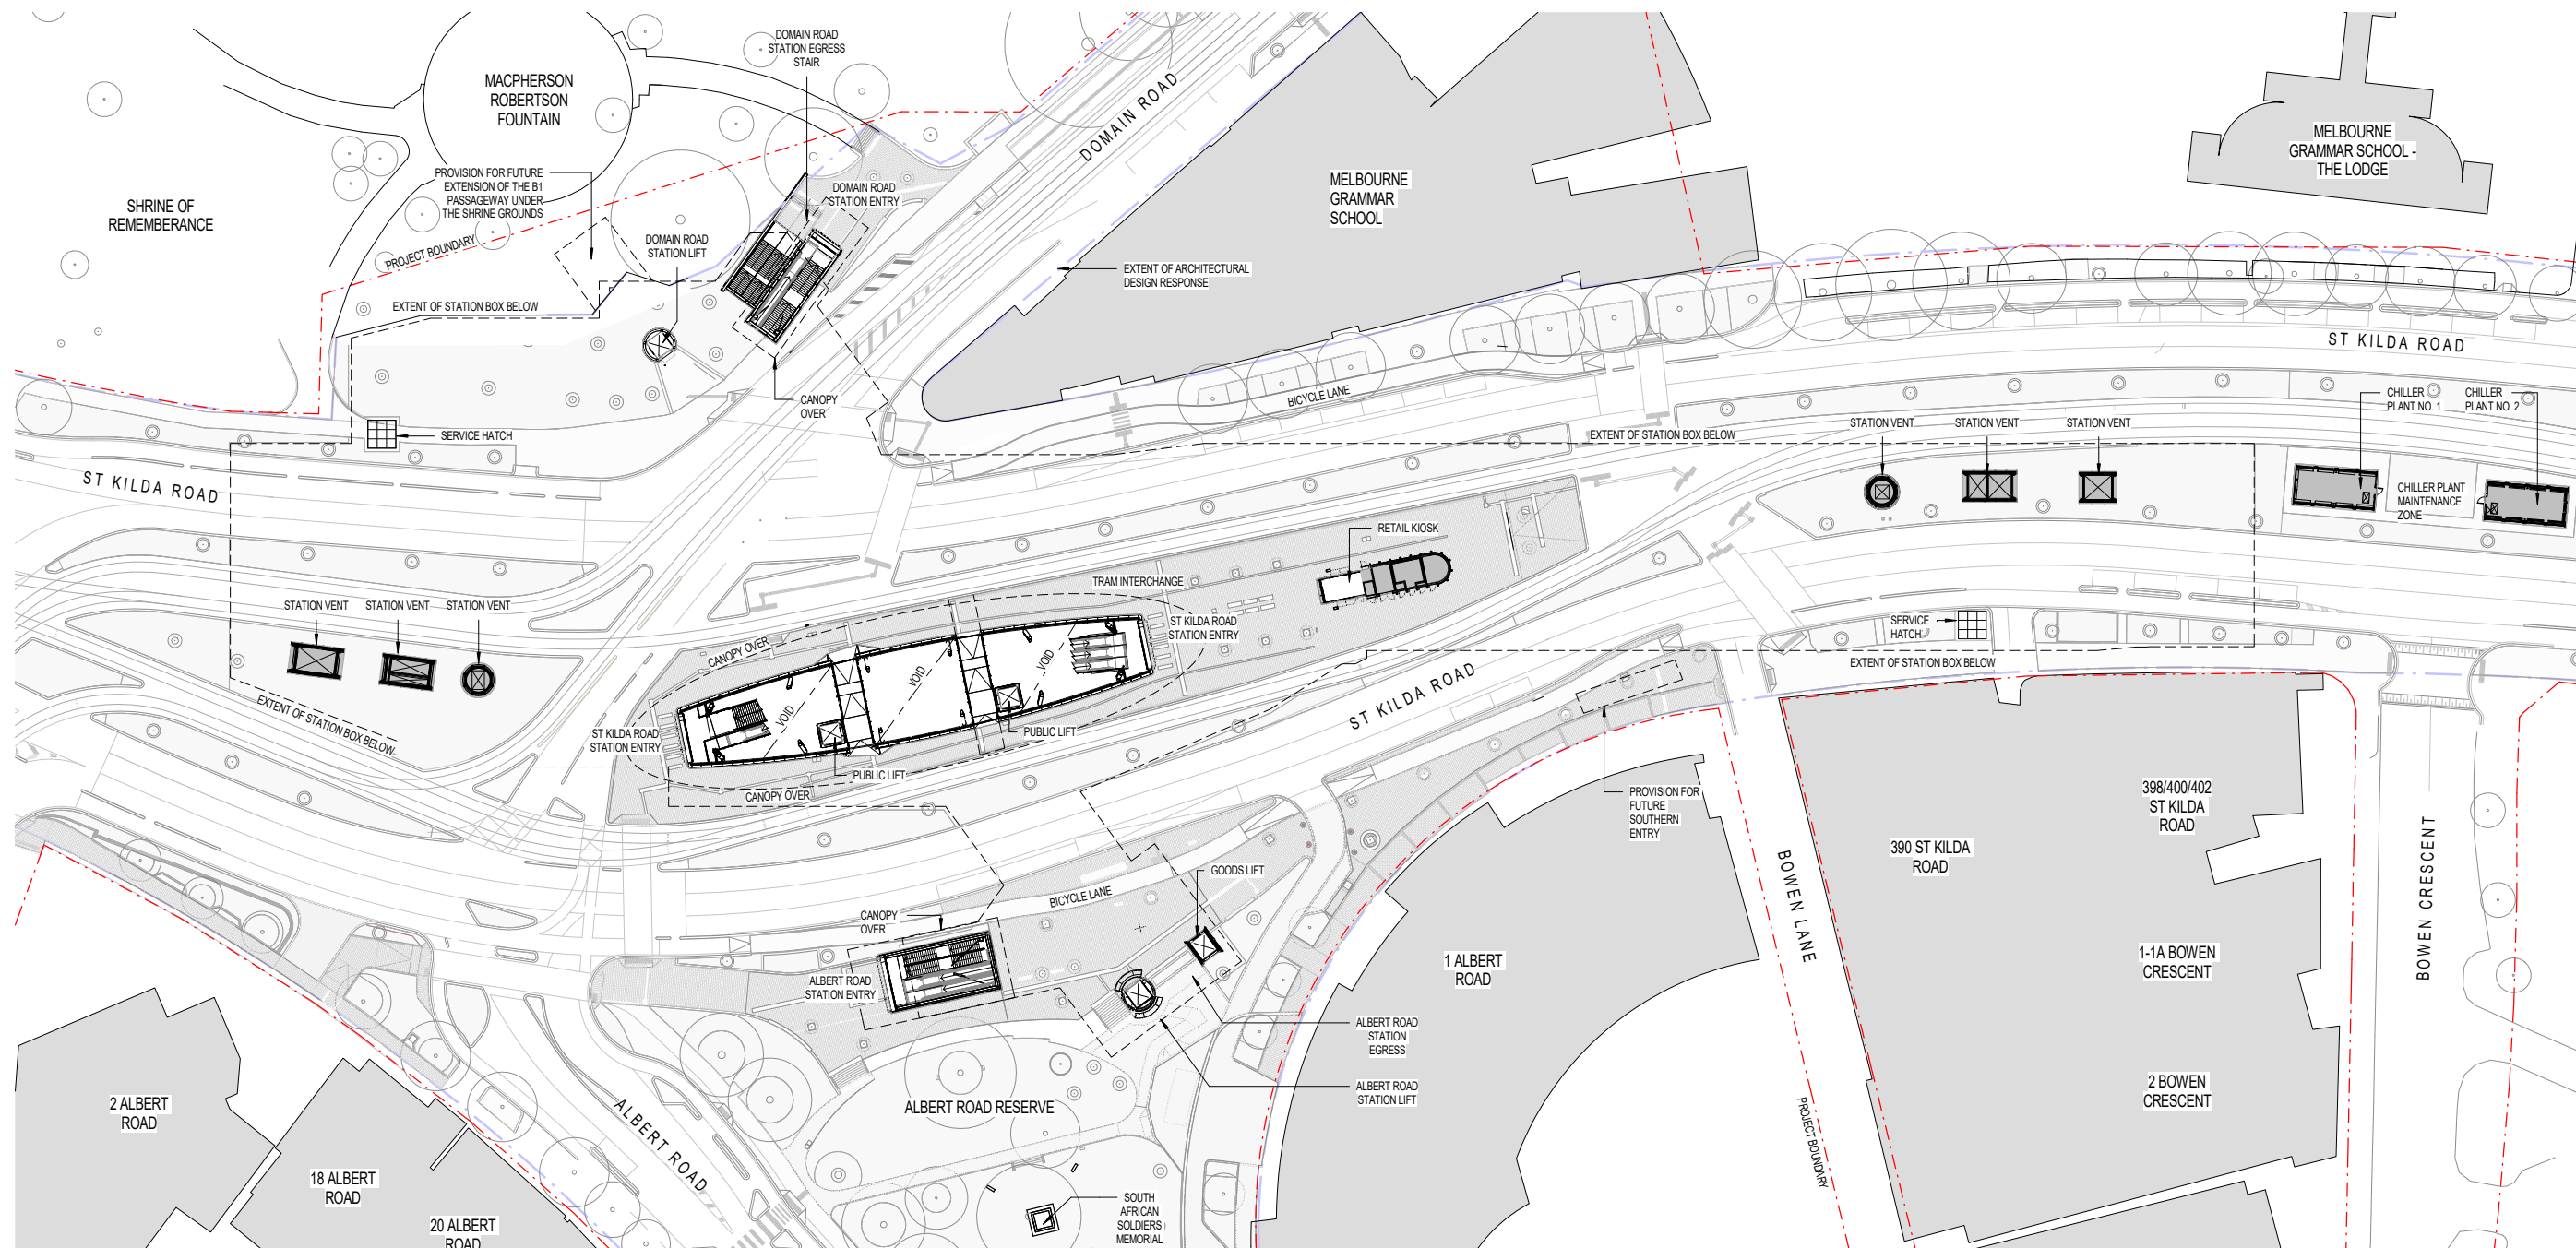 DOMAIN ROAD
STATION EGRESS
STAIR
MACPHERSON
ROBERTSON
FOUNTAIN
DOMAIN ROAD
MELBOURNE
GRAMMAR SCHOOL -
THE LODGE
PROVISION FOR FUTURE
EXTENSION OF THE B1
PASSAGEWAY UNDER
THE SHRINE GROUNDS
DOMAIN ROAD
STATION ENTRY
MELBOURNE
GRAMMAR
SCHOOL
SHRINE OF
REMEMBERANCE
DOMAIN ROAD
STATION LIFT
PROJECT BOUNDARY
EXTENT OF ARCHITECTURAL
DESIGN RESPONSE
EXTENT OF STATION BOX BELOW
ST KILDA ROAD
CANOPY
OVER
BICYCLE LANE
CHILLER
PLANT NO. 1
CHILLER
PLANT NO. 2
SERVICE HATCH
EXTENT OF STATION BOX BELOW
STATION VENT
STATION VENT
STATION VENT
ST KILDA ROAD
CHILLER PLANT
MAINTENANCE
ZONE
RETAIL KIOSK
TRAM INTERCHANGE
STATION VENT
STATION VENT
STATION VENT
ST KILDA ROAD
STATION ENTRY
SERVICE
HATCH
CANOPY OVER
VOID
VOID
VOID
EXTENT OF STATION BOX BELOW
EXTENT OF STATION BOX BELOW
ST KILDA ROAD
STATION ENTRY
PUBLIC LIFT
ST KILDA ROAD
PUBLIC LIFT
CANOPY OVER
PROVISION FOR
FUTURE
SOUTHERN
ENTRY
398/400/402
ST KILDA
ROAD
390 ST KILDA
ROAD
BOWEN LANE
BOWEN CRESCENT
GOODS LIFT
BICYCLE LANE
CANOPY
OVER
ALBERT ROAD
STATION ENTRY
1 ALBERT
ROAD
1-1A BOWEN
CRESCENT
ALBERT ROAD
STATION
EGRESS
ALBERT ROAD
STATION LIFT
2 BOWEN
CRESCENT
2 ALBERT
ROAD
ALBERT ROAD RESERVE
ALBERT ROAD
PROJECT BOUNDARY
18 ALBERT
ROAD
SOUTH
AFRICAN
SOLDIERS
MEMORIAL
20 ALBERT
ROAD